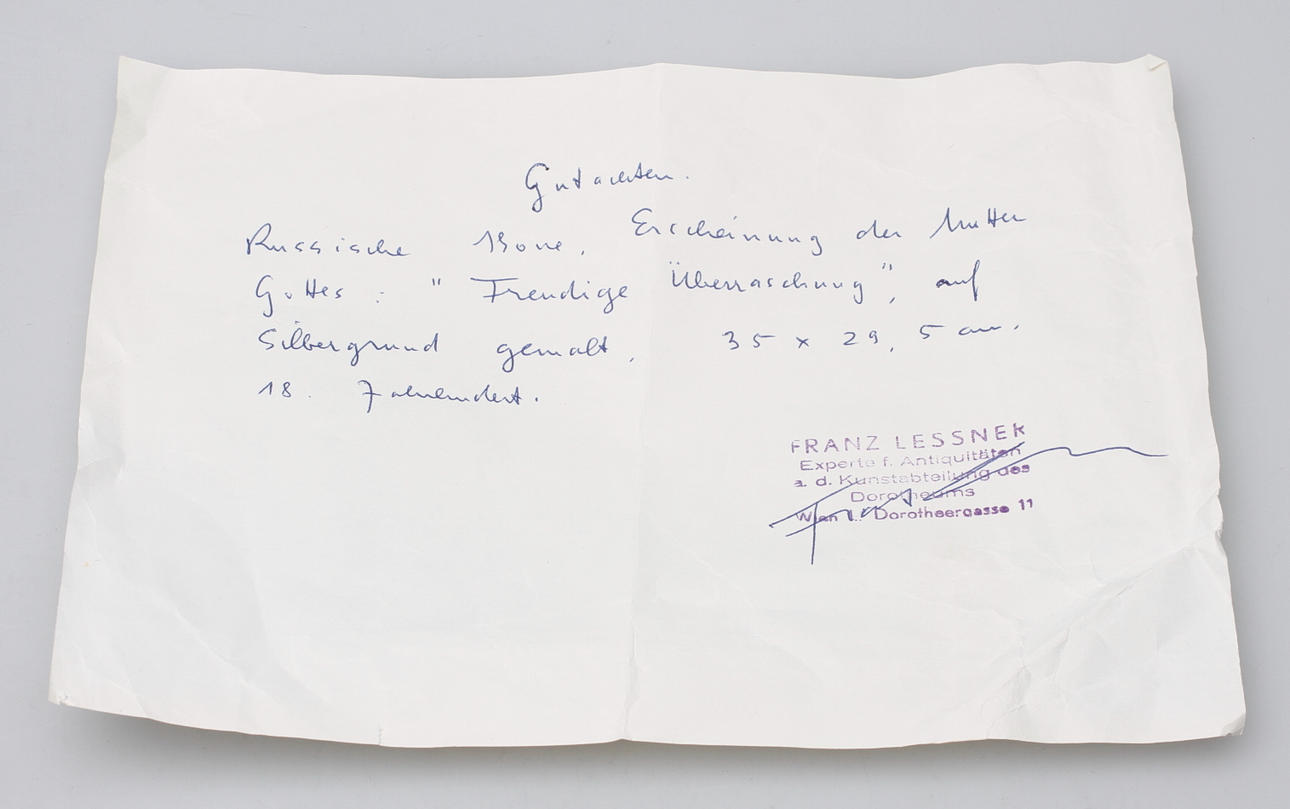 Gutachten.
Russische Ikone, Erscheinung der Mutter
Gottes : " Freudige Überraschung", auf
Silbergrund gemalt, 35 x 29, 5 cm.
18. Jahrhundert.
FRANZ LESSNER
Experte f. Antiquitäten
a. d. Kunstabteilung des
Dorotheums
Wien I., Dorotheergasse 11